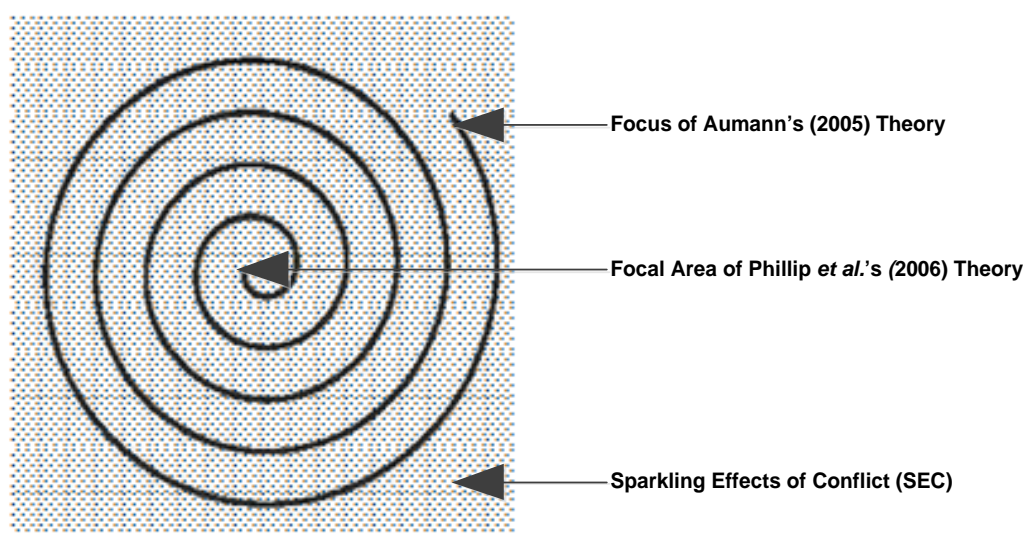 Focus of Aumann's (2005) Theory
Focal Area of Phillip et al.'s (2006) Theory
Sparkling Effects of Conflict (SEC)